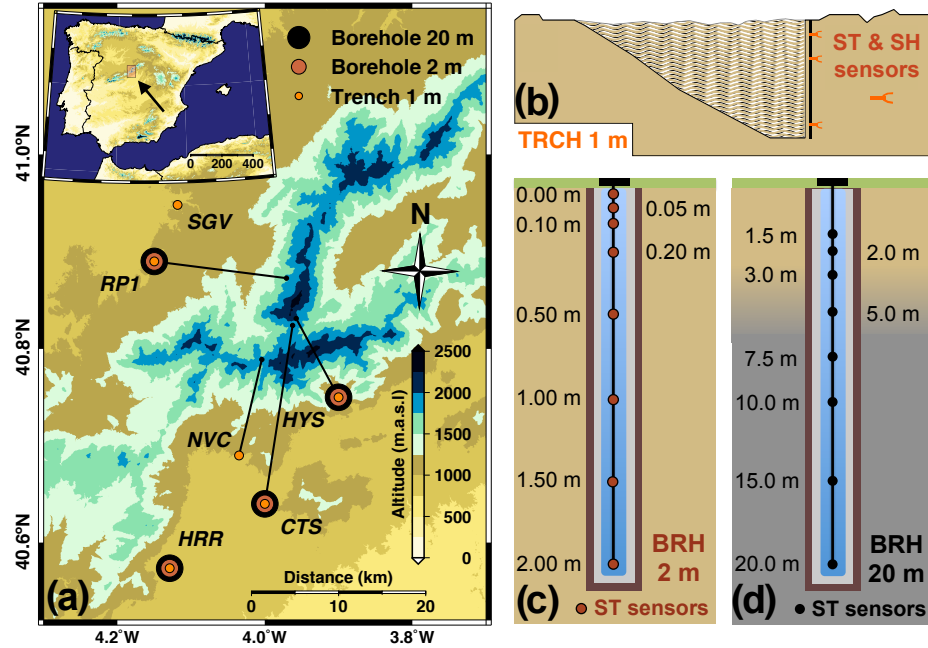 Borehole 20 m
Borehole 2 m
Trench 1 m
0 200 400
41.0°N
40.8°N
40.6°N
SGV
N
RP1
HYS
NVC
CTS
HRR
2500
2000
1500
1000
500
0
Altitude (m.a.s.l)
Distance (km)
0 10 20
(a)
4.2°W 4.0°W 3.8°W
(b)
ST & SH
sensors
TRCH 1 m
0.00 m
0.05 m
0.10 m
0.20 m
0.50 m
1.00 m
1.50 m
2.00 m
BRH
2 m
(c)
ST sensors
1.5 m
2.0 m
3.0 m
5.0 m
7.5 m
10.0 m
15.0 m
20.0 m
BRH
20 m
(d)
ST sensors